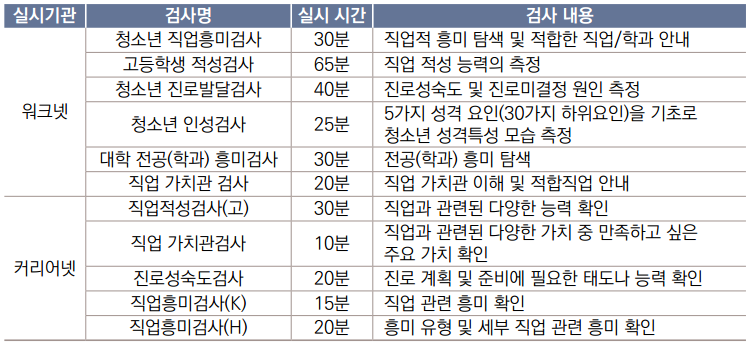 실시기관 검사명 실시 시간 검사 내용
워크넷
청소년 직업흥미검사 30분 직업적 흥미 탐색 및 적합한 직업/학과 안내
고등학생 적성검사 65분 직업 적성 능력의 측정
청소년 진로발달검사 40분 진로성숙도 및 진로미결정 원인 측정
청소년 인성검사 25분 5가지 성격 요인(30가지 하위요인)을 기초로
청소년 성격특성 모습 측정
대학 전공(학과) 흥미검사 30분 전공(학과) 흥미 탐색
직업 가치관 검사 20분 직업 가치관 이해 및 적합직업 안내
커리어넷
직업적성검사(고) 30분 직업과 관련된 다양한 능력 확인
직업 가치관검사 10분 직업과 관련된 다양한 가치 중 만족하고 싶은
주요 가치 확인
진로성숙도검사 20분 진로 계획 및 준비에 필요한 태도나 능력 확인
직업흥미검사(K) 15분 직업 관련 흥미 확인
직업흥미검사(H) 20분 흥미 유형 및 세부 직업 관련 흥미 확인